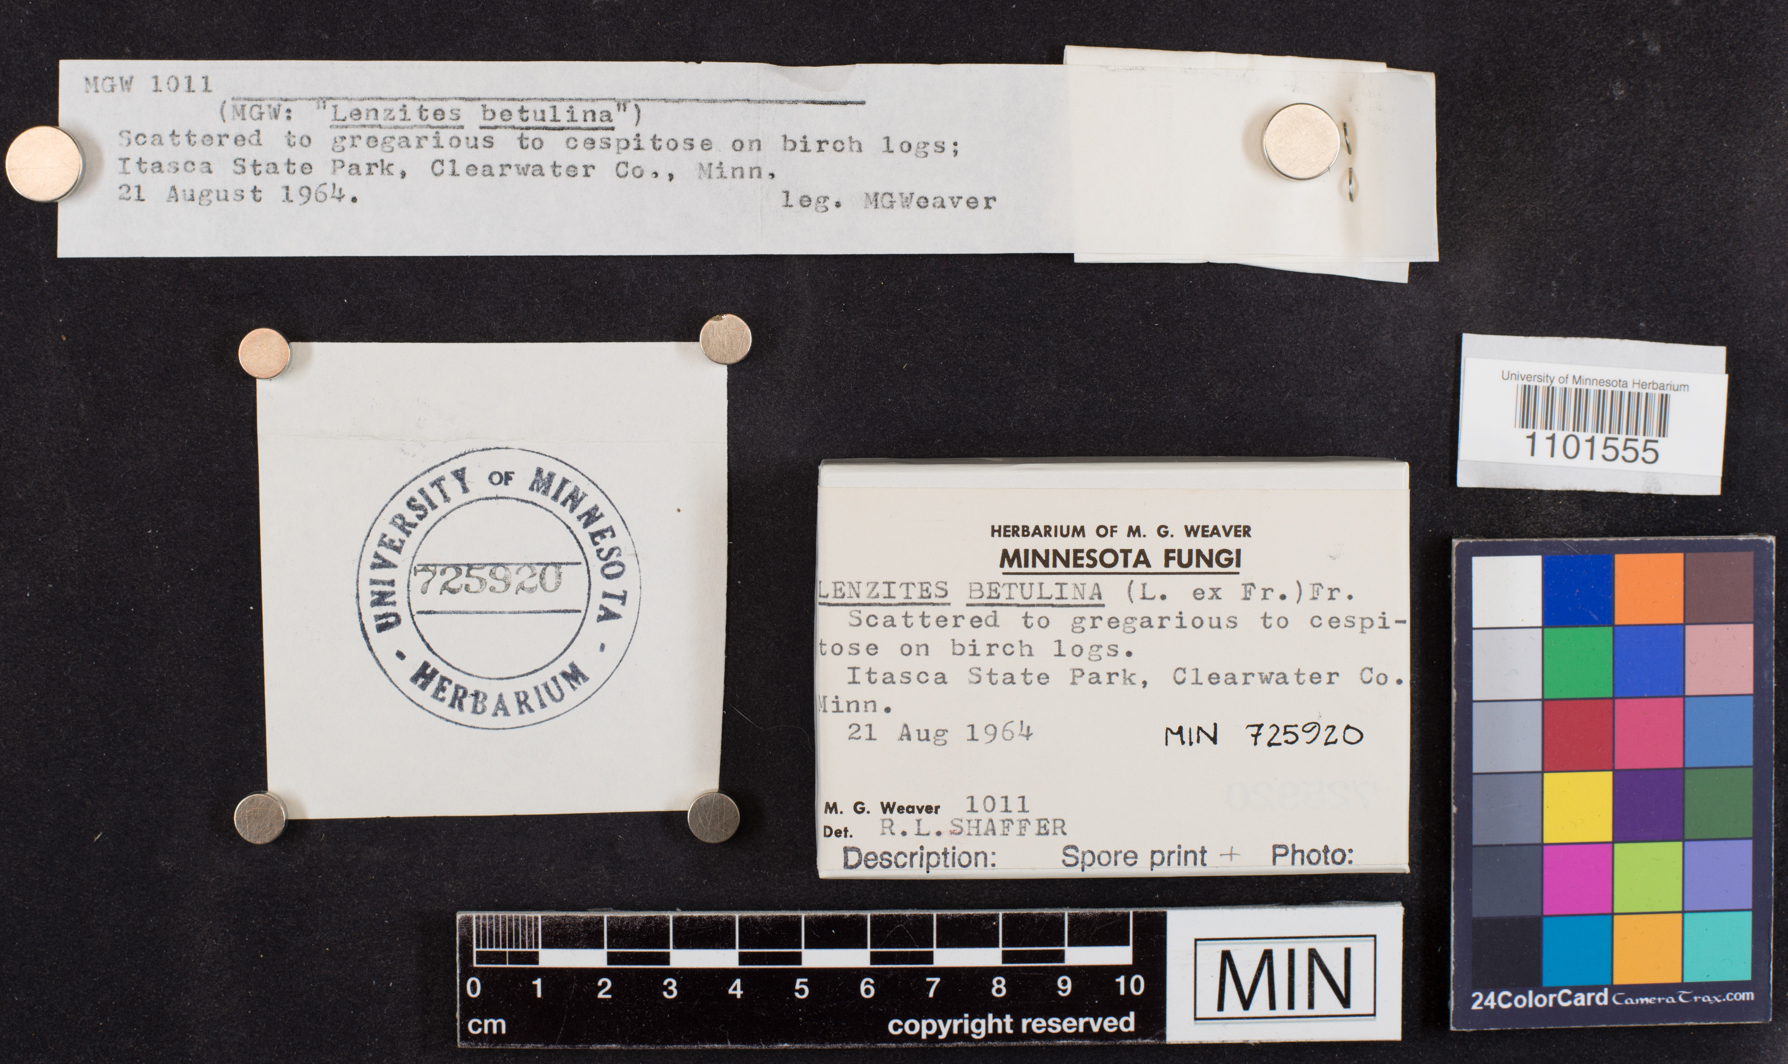 MGW 1011
(MGW: "Lenzites betulina")
Scattered to gregarious to cespitose on birch logs;
Itasca State Park, Clearwater Co., Minn.
21 August 1964. leg. MGWeaver
UNIVERSITY OF MINNESOTA
725920
- HERBARIUM -
University of Minnesota Herbarium
1101555
HERBARIUM OF M. G. WEAVER
MINNESOTA FUNGI
LENZITES BETULINA (L. ex Fr.)Fr.
Scattered to gregarious to cespi-
tose on birch logs.
Itasca State Park, Clearwater Co.
Minn.
21 Aug 1964 MIN 725920
M. G. Weaver 1011
Det. R.L.SHAFFER
Description: Spore print + Photo:
0 1 2 3 4 5 6 7 8 9 10
cm copyright reserved
MIN
24ColorCard CameraTrax.com